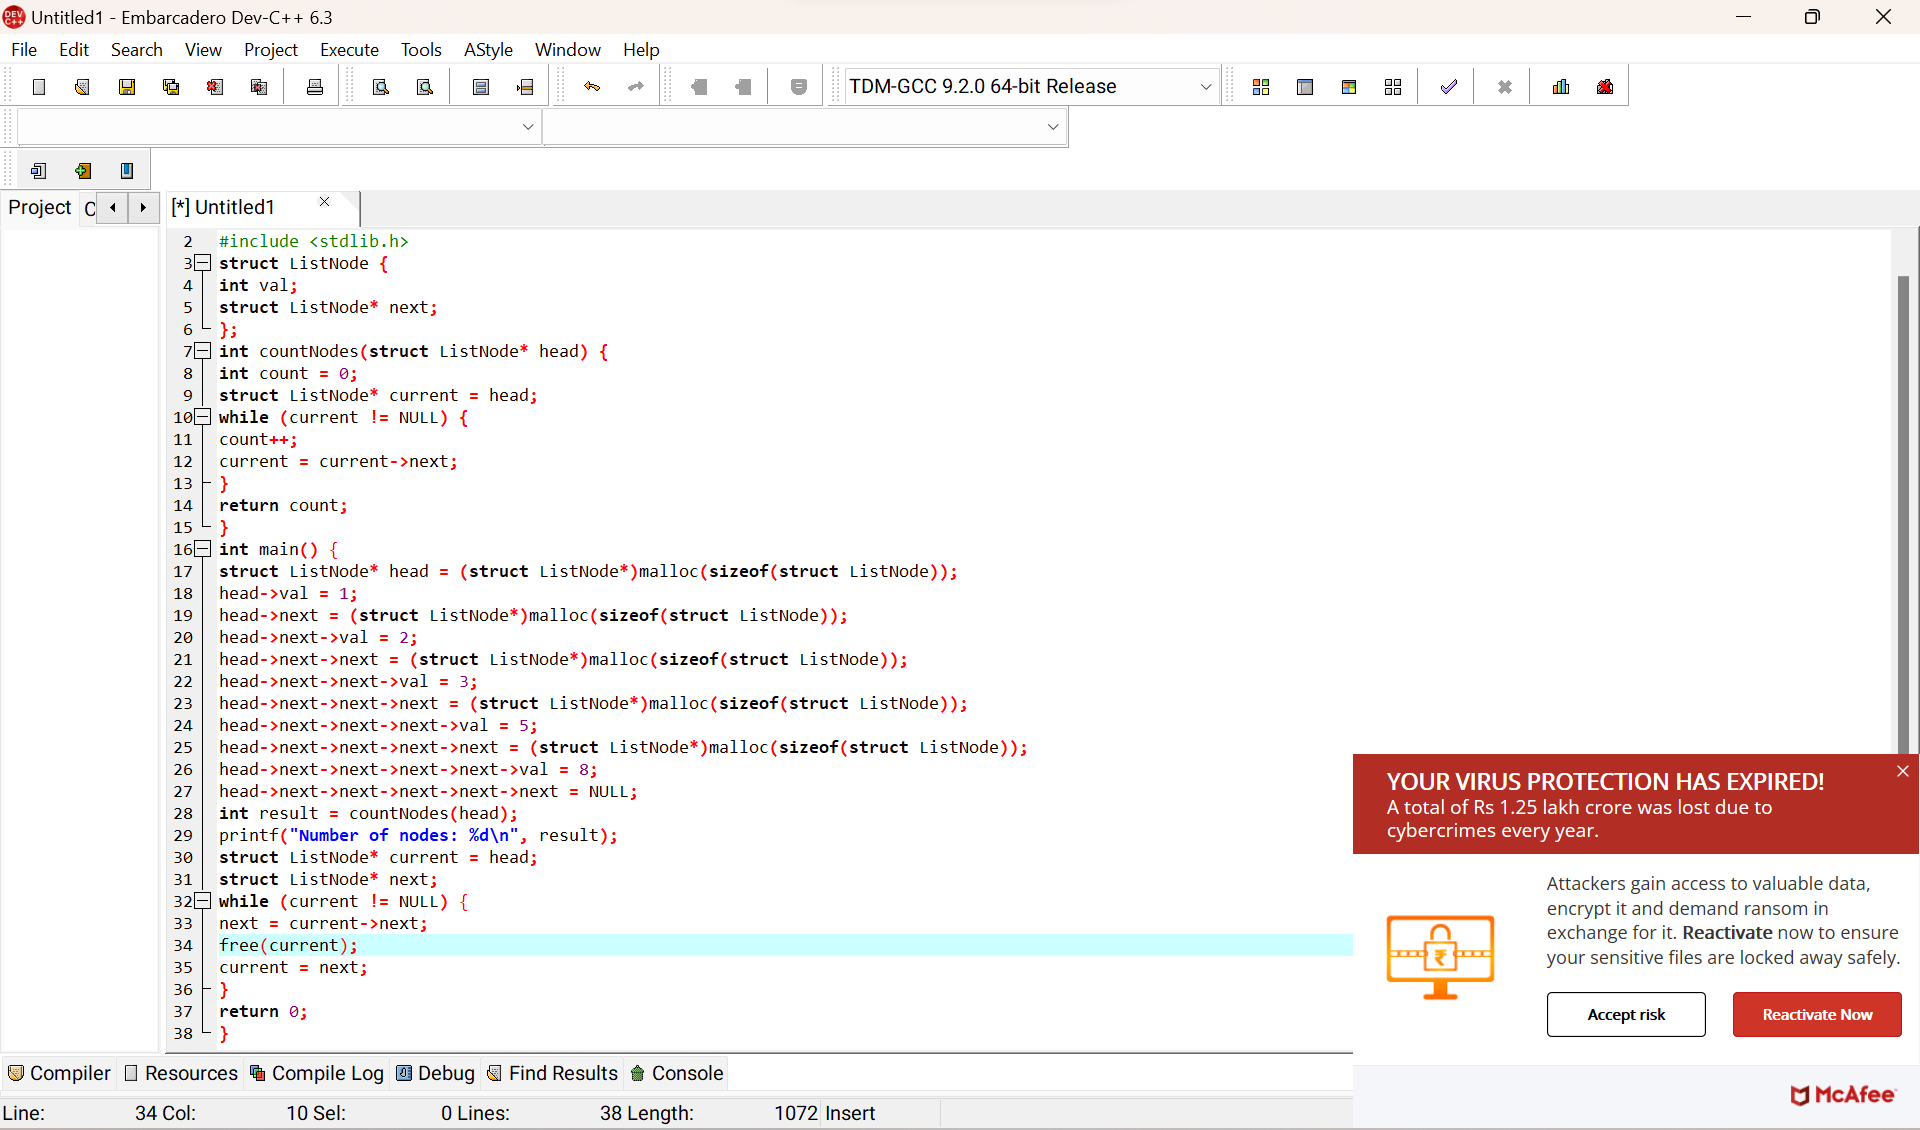 Untitled1 - Embarcadero Dev-C++ 6.3
File Edit Search View Project Execute Tools AStyle Window Help
TDM-GCC 9.2.0 64-bit Release
Project C [*] Untitled1
2 #include <stdlib.h>
3 struct ListNode {
4 int val;
5 struct ListNode* next;
6 };
7 int countNodes(struct ListNode* head) {
8 int count = 0;
9 struct ListNode* current = head;
10 while (current != NULL) {
11 count++;
12 current = current->next;
13 }
14 return count;
15 }
16 int main() {
17 struct ListNode* head = (struct ListNode*)malloc(sizeof(struct ListNode));
18 head->val = 1;
19 head->next = (struct ListNode*)malloc(sizeof(struct ListNode));
20 head->next->val = 2;
21 head->next->next = (struct ListNode*)malloc(sizeof(struct ListNode));
22 head->next->next->val = 3;
23 head->next->next->next = (struct ListNode*)malloc(sizeof(struct ListNode));
24 head->next->next->next->val = 5;
25 head->next->next->next->next = (struct ListNode*)malloc(sizeof(struct ListNode));
26 head->next->next->next->next->val = 8;
27 head->next->next->next->next->next = NULL;
28 int result = countNodes(head);
29 printf("Number of nodes: %d\n", result);
30 struct ListNode* current = head;
31 struct ListNode* next;
32 while (current != NULL) {
33 next = current->next;
34 free(current);
35 current = next;
36 }
37 return 0;
38 }
YOUR VIRUS PROTECTION HAS EXPIRED!
A total of Rs 1.25 lakh crore was lost due to
cybercrimes every year.
Attackers gain access to valuable data,
encrypt it and demand ransom in
exchange for it. Reactivate now to ensure
your sensitive files are locked away safely.
Accept risk Reactivate Now
McAfee
Compiler Resources Compile Log Debug Find Results Console
Line: 34 Col: 10 Sel: 0 Lines: 38 Length: 1072 Insert